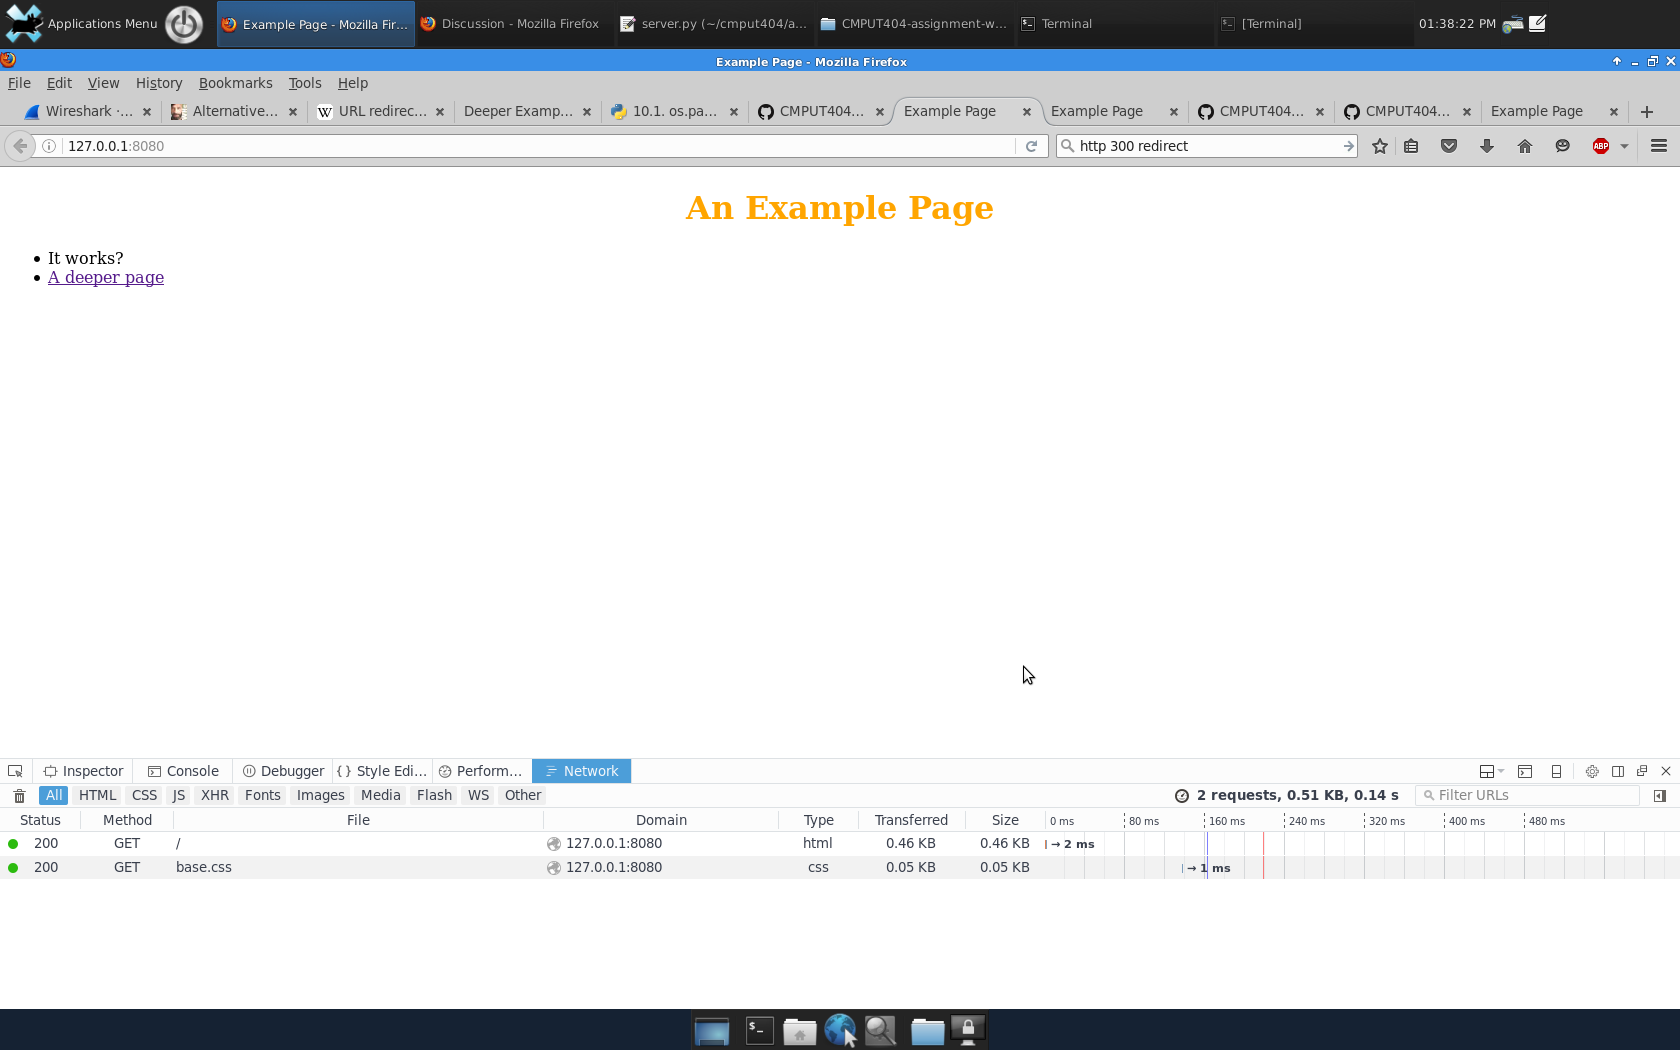 Applications Menu
Example Page - Mozilla Fir...
Discussion - Mozilla Firefox
server.py (~/cmput404/a...
CMPUT404-assignment-w...
Terminal
[Terminal]
01:38:22 PM
Example Page - Mozilla Firefox
File Edit View History Bookmarks Tools Help
Wireshark ·...
Alternative...
URL redirec...
Deeper Examp...
10.1. os.pa...
CMPUT404...
Example Page
Example Page
CMPUT404...
CMPUT404...
Example Page
127.0.0.1:8080
http 300 redirect
ABP
An Example Page
• It works?
• A deeper page
Inspector
Console
Debugger
{ } Style Edi...
Perform...
Network
All HTML CSS JS XHR Fonts Images Media Flash WS Other
2 requests, 0.51 KB, 0.14 s
Filter URLs
Status Method File Domain Type Transferred Size 0 ms 80 ms 160 ms 240 ms 320 ms 400 ms 480 ms
200 GET / 127.0.0.1:8080 html 0.46 KB 0.46 KB → 2 ms
200 GET base.css 127.0.0.1:8080 css 0.05 KB 0.05 KB → 1 ms
$_